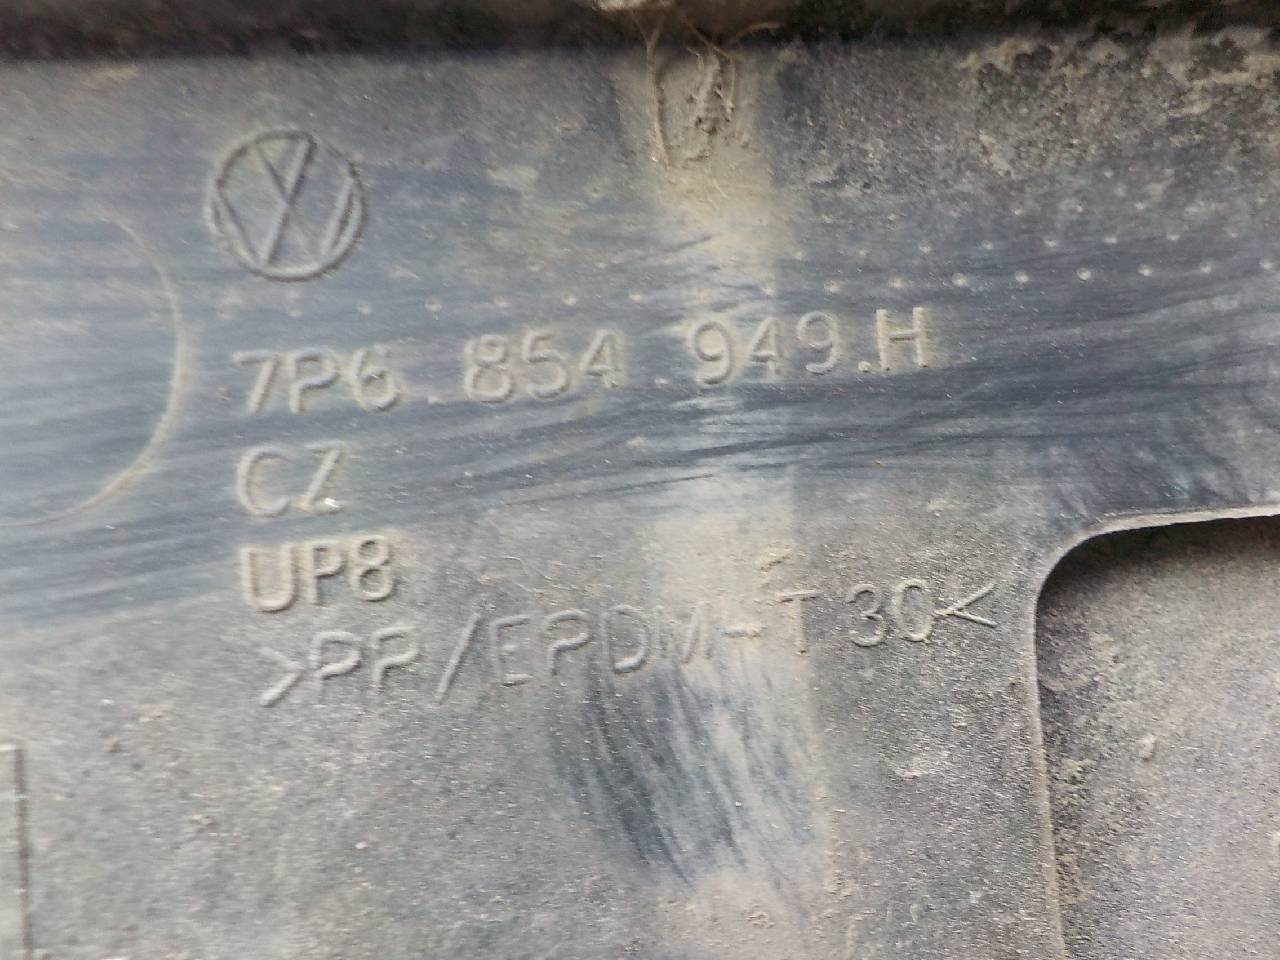 7P6.854.949.H
CZ
UP8
>PP/EPDM-T30<